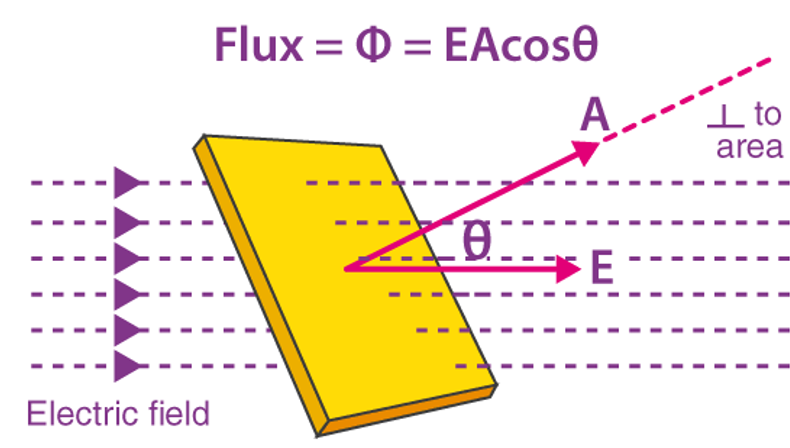 Flux = Φ = EAcosθ
A
⊥ to
area
θ
E
Electric field